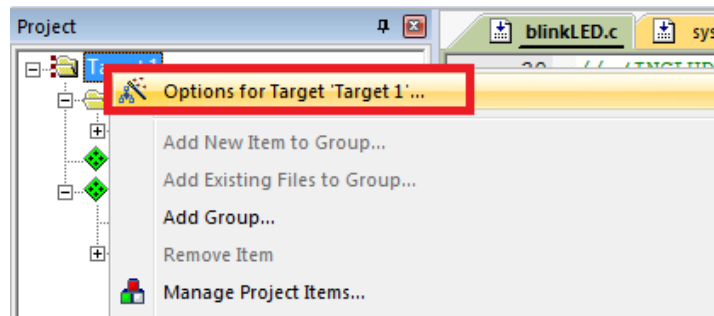 Project
blinkLED.c
sys
Options for Target 'Target 1'...
Add New Item to Group...
Add Existing Files to Group...
Add Group...
Remove Item
Manage Project Items...